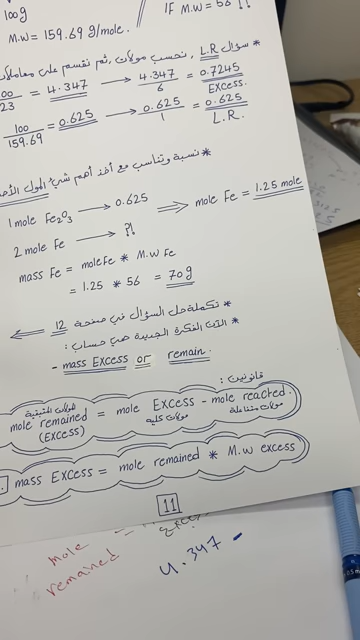 100g
M.W = 159.69 g/mole.
IF M.W = 56 ?!
* سؤال L.R , نحسب مولات, ثم نقسم على معاملات
00/23 = 4.347 → 4.347/6 = 0.7245 Excess.
100/159.69 = 0.625 → 0.625/1 = 0.625 L.R.
* نسبة وتناسب مع أخذ أهم شي المول الأص
1 mole Fe₂O₃ → 0.625
⇒ mole Fe = 1.25 mole
2 mole Fe → ?!
mass Fe = mole Fe * M.W Fe
= 1.25 * 56 = 70g
* تكملة حل السؤال في صفحة 12 ⇐
* الآن الفكرة الجديدة هي حساب :
- mass Excess or remain.
قانونين :
mole remained = mole Excess - mole reacted.
(Excess) مولات كلية مولات متفاعلة
mass Excess = mole remained * M.W excess
11
mole
remained
4.347 -